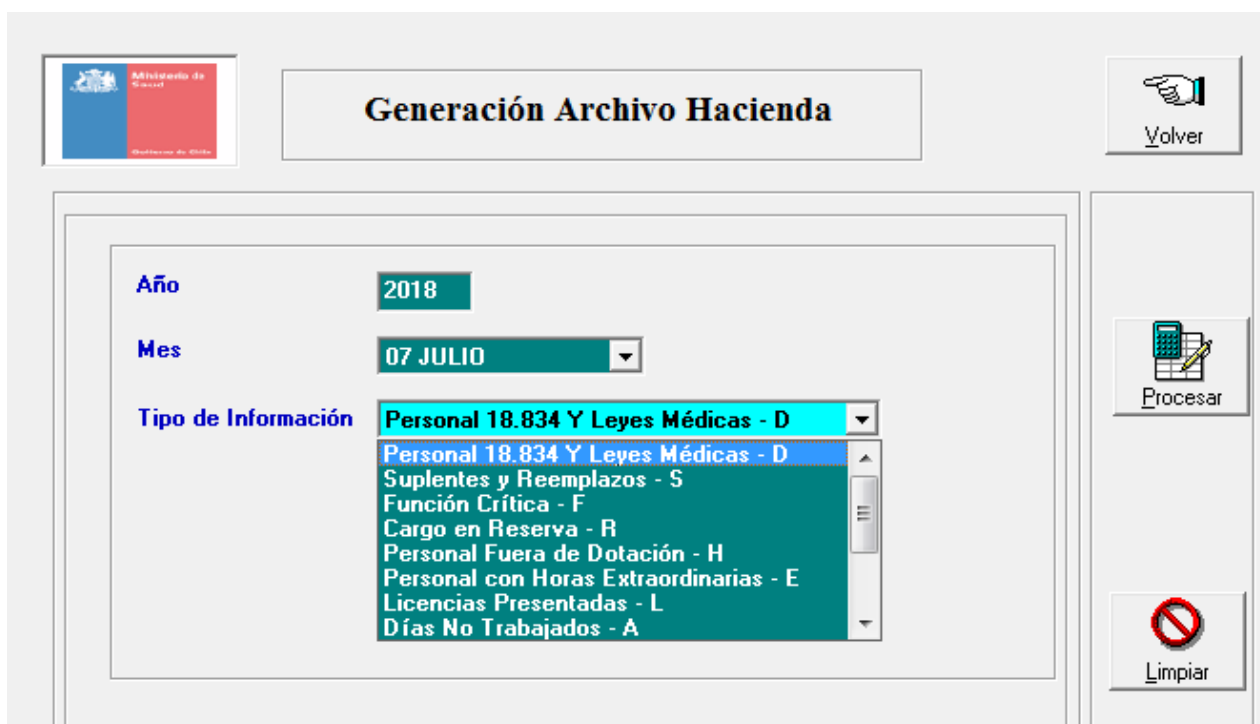 Ministerio de
Salud
Gobierno de Chile
Generación Archivo Hacienda
Volver
Año
2018
Mes
07 JULIO
Tipo de Información
Personal 18.834 Y Leyes Médicas - D
Personal 18.834 Y Leyes Médicas - D
Suplentes y Reemplazos - S
Función Crítica - F
Cargo en Reserva - R
Personal Fuera de Dotación - H
Personal con Horas Extraordinarias - E
Licencias Presentadas - L
Días No Trabajados - A
Procesar
Limpiar